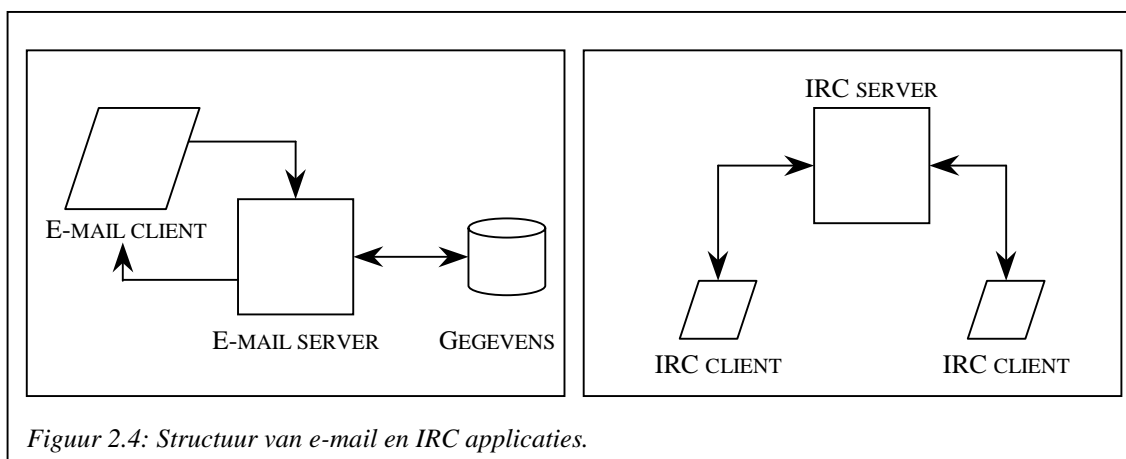 E-MAIL CLIENT
E-MAIL SERVER
GEGEVENS
IRC SERVER
IRC CLIENT
IRC CLIENT
Figuur 2.4: Structuur van e-mail en IRC applicaties.